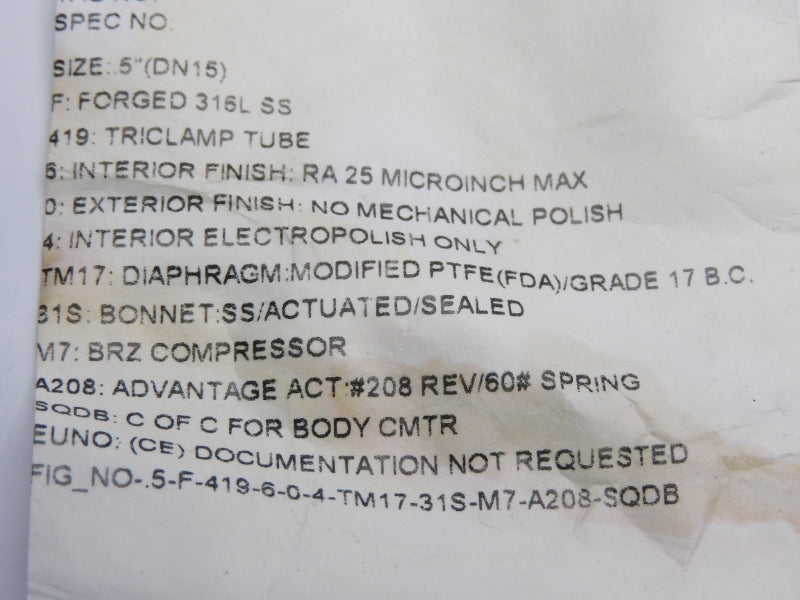 SPEC NO:
SIZE:.5"(DN15)
F: FORGED 316L SS
419: TRICLAMP TUBE
6: INTERIOR FINISH: RA 25 MICROINCH MAX
0: EXTERIOR FINISH: NO MECHANICAL POLISH
4: INTERIOR ELECTROPOLISH ONLY
TM17: DIAPHRAGM:MODIFIED PTFE(FDA)/GRADE 17 B.C.
31S: BONNET:SS/ACTUATED/SEALED
M7: BRZ COMPRESSOR
A208: ADVANTAGE ACT:#208 REV/60# SPRING
SQDB: C OF C FOR BODY CMTR
EUNO: (CE) DOCUMENTATION NOT REQUESTED
FIG_NO-.5-F-419-6-0-4-TM17-31S-M7-A208-SQDB